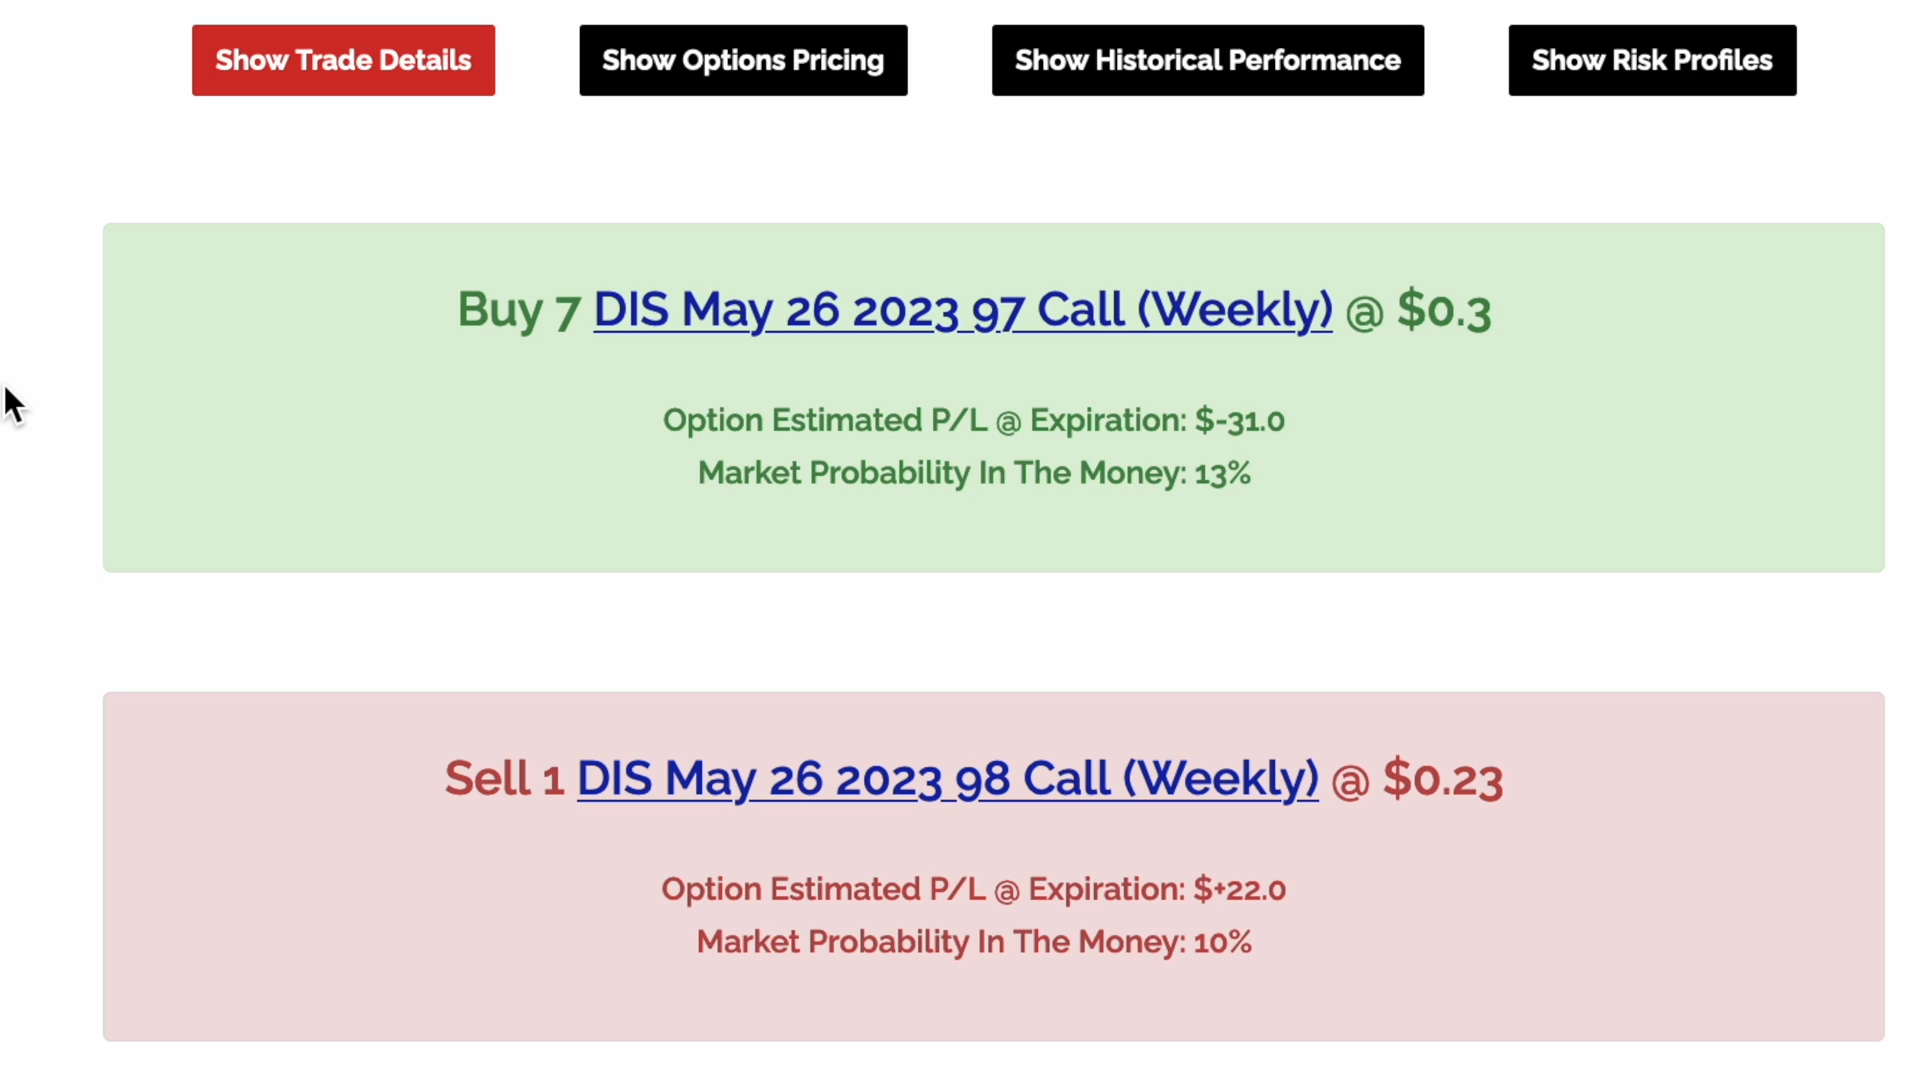 Show Trade Details
Show Options Pricing
Show Historical Performance
Show Risk Profiles
Buy 7 DIS May 26 2023 97 Call (Weekly) @ $0.3
Option Estimated P/L @ Expiration: $-31.0
Market Probability In The Money: 13%
Sell 1 DIS May 26 2023 98 Call (Weekly) @ $0.23
Option Estimated P/L @ Expiration: $+22.0
Market Probability In The Money: 10%